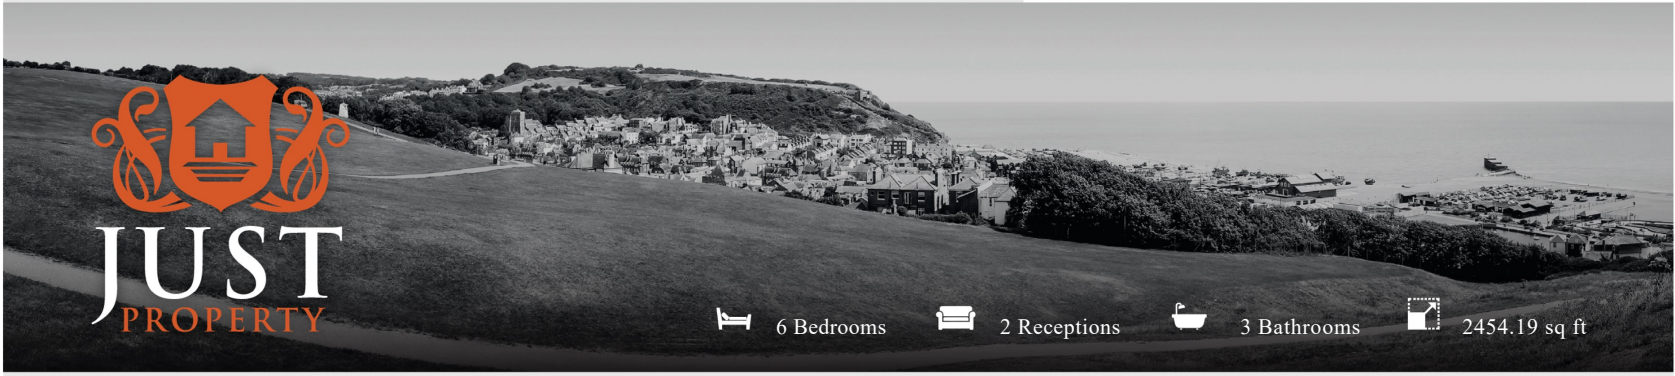 JUST
PROPERTY
6 Bedrooms
2 Receptions
3 Bathrooms
2454.19 sq ft